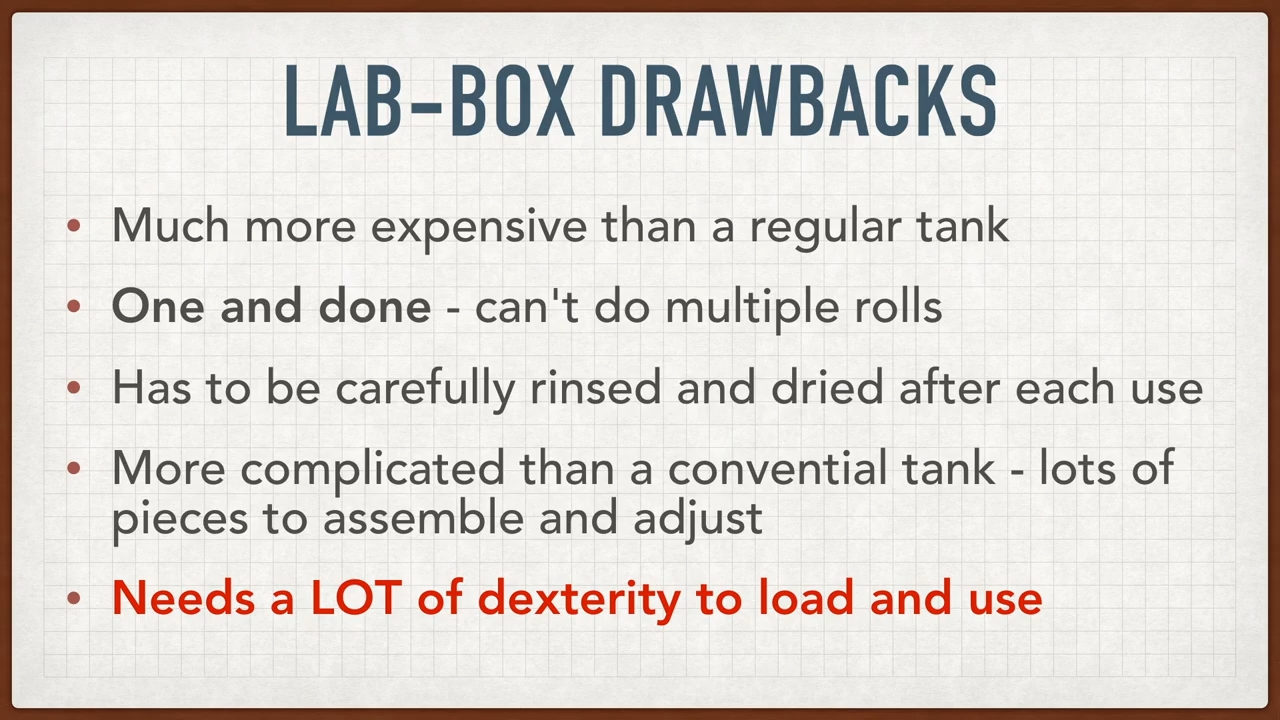 LAB-BOX DRAWBACKS
• Much more expensive than a regular tank
• One and done - can't do multiple rolls
• Has to be carefully rinsed and dried after each use
• More complicated than a convential tank - lots of
pieces to assemble and adjust
• Needs a LOT of dexterity to load and use